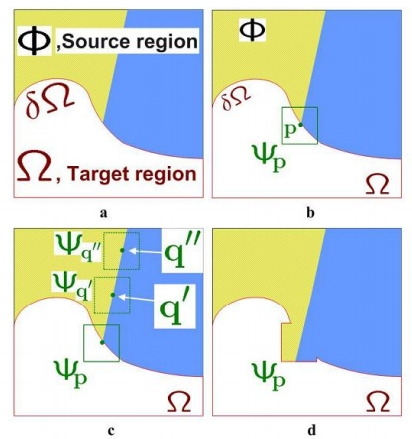 Φ ,Source region
δΩ
Ω, Target region
a
Φ
δΩ
p
Ψp
Ω
b
Ψq''
q''
Ψq'
q'
Ψp
Ω
c
Ψp
Ω
d